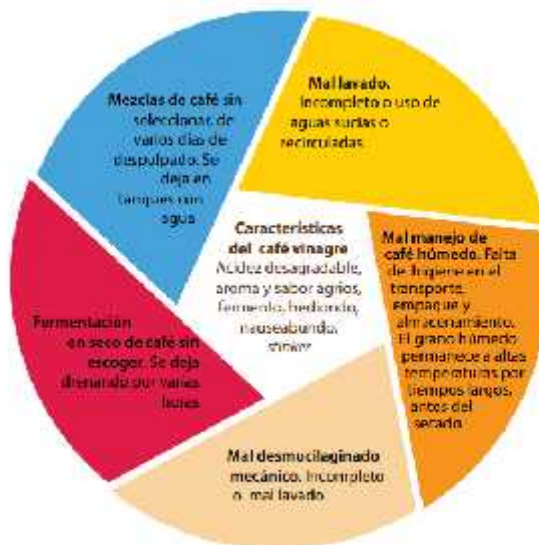 Mezclas de café sin
seleccionar, de
varios días de
despulpado. Se
deja en
tanques con
agua
Mal lavado.
Incompleto o uso de
aguas sucias o
recirculadas.
Características
del café vinagre
Acidez desagradable,
aroma y sabor agrios,
fermento, hediondo,
nauseabundo,
stinker
Mal manejo de
café húmedo. Falta
de higiene en el
transporte,
empaque y
almacenamiento.
El grano húmedo
permanece a altas
temperaturas por
tiempos largos,
antes del
secado
Fermentación
en seco de café sin
escoger. Se deja
drenando por varias
horas
Mal desmucilaginado
mecánico. Incompleto
o mal lavado